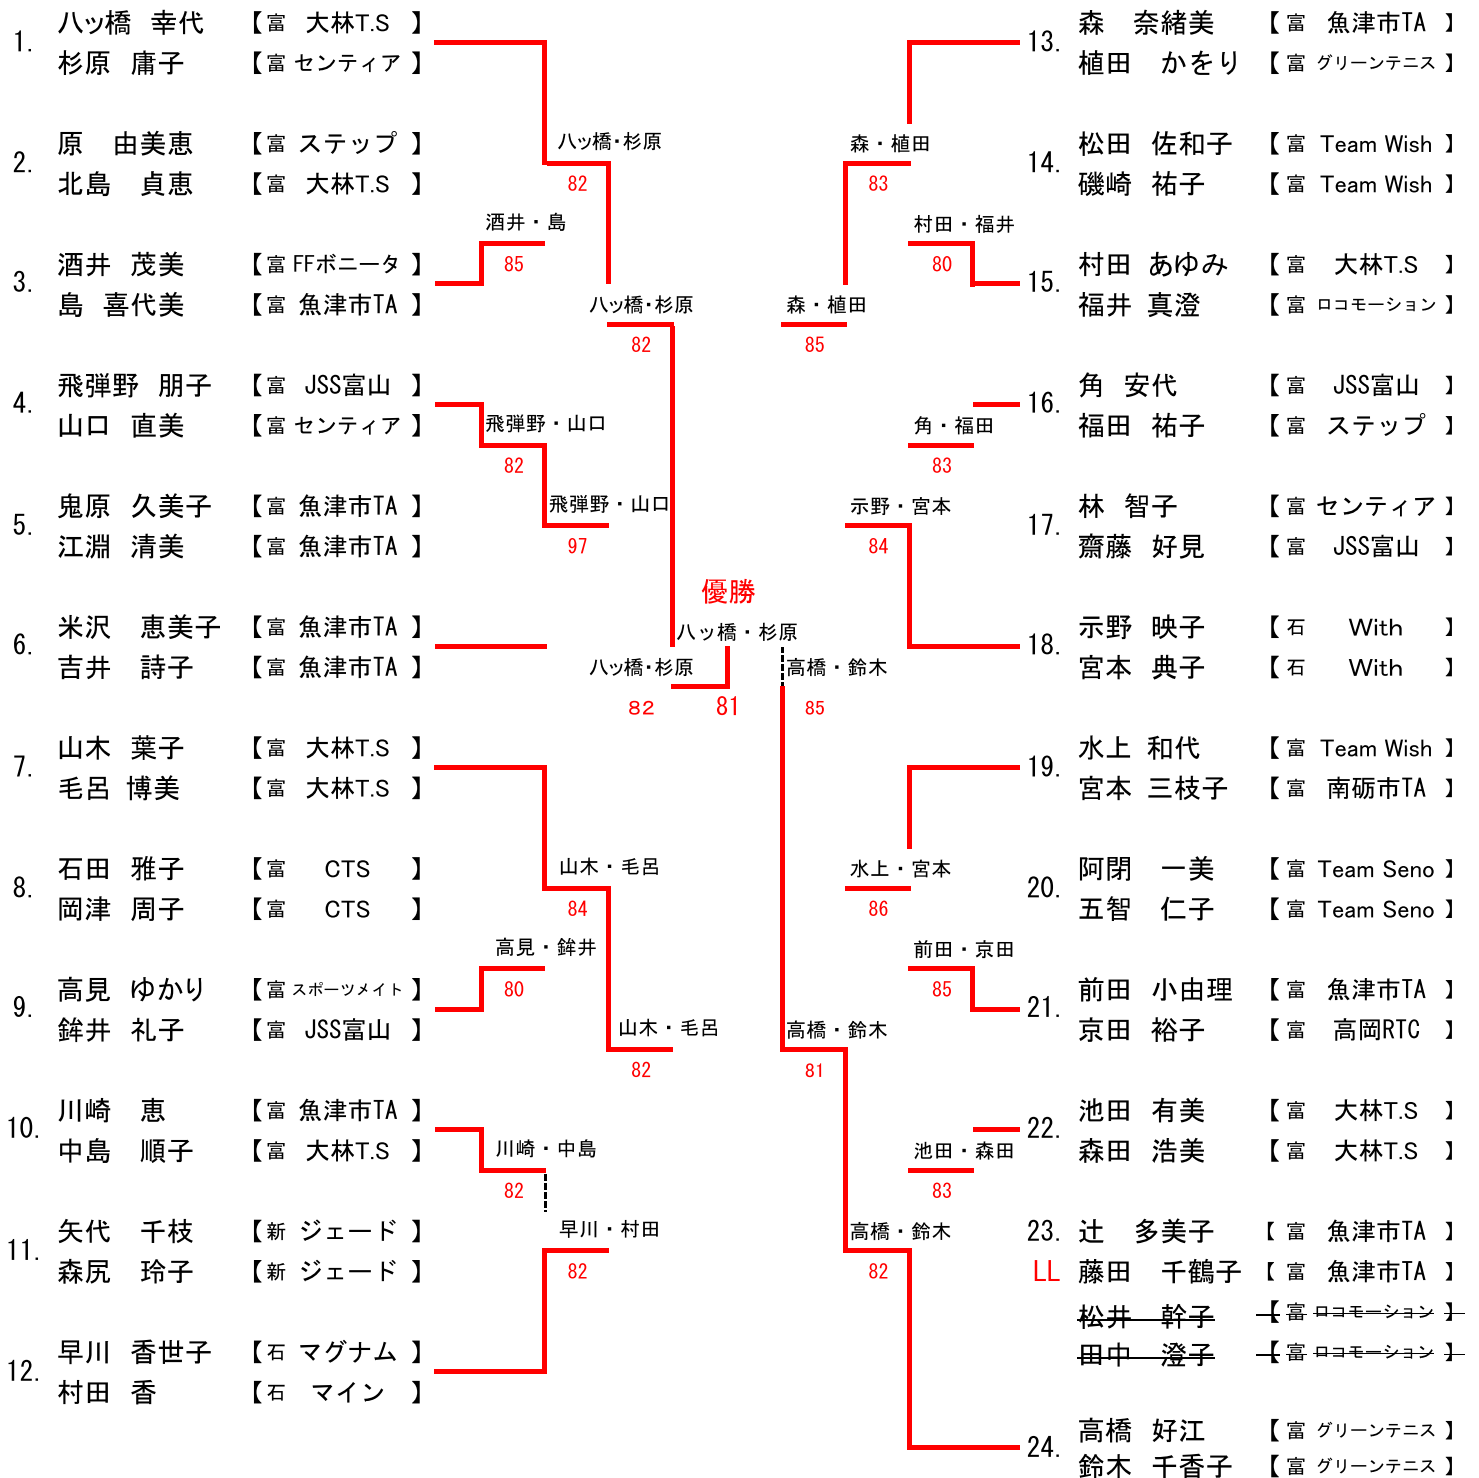 1.
八ッ橋 幸代 【富 大林T.S 】
杉原 庸子 【富 センティア 】
2.
原 由美恵 【富 ステップ 】
北島 貞恵 【富 大林T.S 】
3.
酒井 茂美 【富 FFボニータ 】
島 喜代美 【富 魚津市TA 】
4.
飛弾野 朋子 【富 JSS富山 】
山口 直美 【富 センティア 】
5.
鬼原 久美子 【富 魚津市TA 】
江淵 清美 【富 魚津市TA 】
6.
米沢 恵美子 【富 魚津市TA 】
吉井 詩子 【富 魚津市TA 】
7.
山木 葉子 【富 大林T.S 】
毛呂 博美 【富 大林T.S 】
8.
石田 雅子 【富 CTS 】
岡津 周子 【富 CTS 】
9.
高見 ゆかり 【富 スポーツメイト 】
鉾井 礼子 【富 JSS富山 】
10.
川崎 恵 【富 魚津市TA 】
中島 順子 【富 大林T.S 】
11.
矢代 千枝 【新 ジェード 】
森尻 玲子 【新 ジェード 】
12.
早川 香世子 【石 マグナム 】
村田 香 【石 マイン 】
酒井・島
85
飛弾野・山口
82
高見・鉾井
80
川崎・中島
82
八ッ橋・杉原
82
飛弾野・山口
97
山木・毛呂
84
早川・村田
82
八ッ橋・杉原
82
山木・毛呂
82
八ッ橋・杉原
82
優勝
八ッ橋・杉原
81
高橋・鈴木
85
森・植田
85
高橋・鈴木
81
森・植田
83
示野・宮本
84
水上・宮本
86
高橋・鈴木
82
村田・福井
80
角・福田
83
前田・京田
85
池田・森田
83
13.
森 奈緒美 【富 魚津市TA 】
植田 かをり 【富 グリーンテニス 】
14.
松田 佐和子 【富 Team Wish 】
磯崎 祐子 【富 Team Wish 】
15.
村田 あゆみ 【富 大林T.S 】
福井 真澄 【富 ロコモーション 】
16.
角 安代 【富 JSS富山 】
福田 祐子 【富 ステップ 】
17.
林 智子 【富 センティア 】
齋藤 好見 【富 JSS富山 】
18.
示野 映子 【石 With 】
宮本 典子 【石 With 】
19.
水上 和代 【富 Team Wish 】
宮本 三枝子 【富 南砺市TA 】
20.
阿閉 一美 【富 Team Seno 】
五智 仁子 【富 Team Seno 】
21.
前田 小由理 【富 魚津市TA 】
京田 裕子 【富 高岡RTC 】
22.
池田 有美 【富 大林T.S 】
森田 浩美 【富 大林T.S 】
23. 辻 多美子 【富 魚津市TA 】
LL 藤田 千鶴子 【富 魚津市TA 】
松井 幹子 【富 ロコモーション 】
田中 澄子 【富 ロコモーション 】
24.
高橋 好江 【富 グリーンテニス 】
鈴木 千香子 【富 グリーンテニス 】